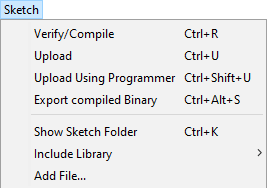 Sketch
Verify/Compile Ctrl+R
Upload Ctrl+U
Upload Using Programmer Ctrl+Shift+U
Export compiled Binary Ctrl+Alt+S
Show Sketch Folder Ctrl+K
Include Library
Add File...